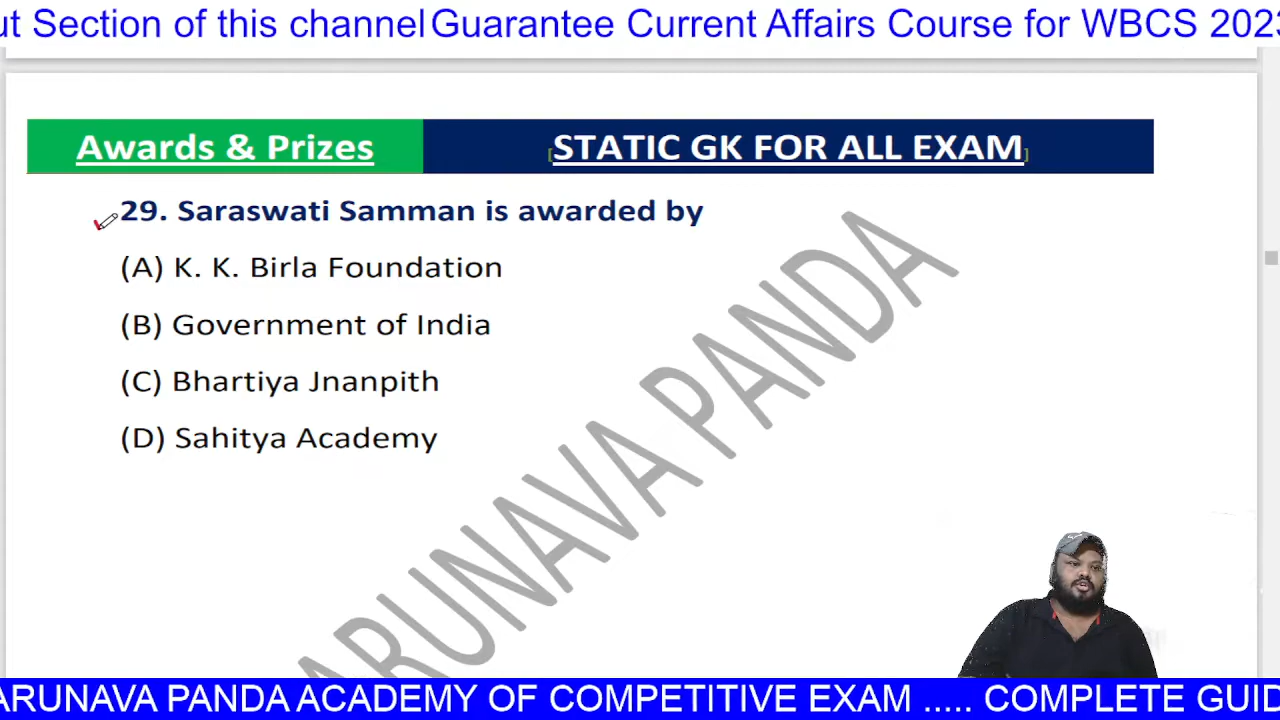 ut Section of this channel Guarantee Current Affairs Course for WBCS 2023
Awards & Prizes
[STATIC GK FOR ALL EXAM]
29. Saraswati Samman is awarded by
(A) K. K. Birla Foundation
(B) Government of India
(C) Bhartiya Jnanpith
(D) Sahitya Academy
ARUNAVA PANDA
ARUNAVA PANDA ACADEMY OF COMPETITIVE EXAM ..... COMPLETE GUID